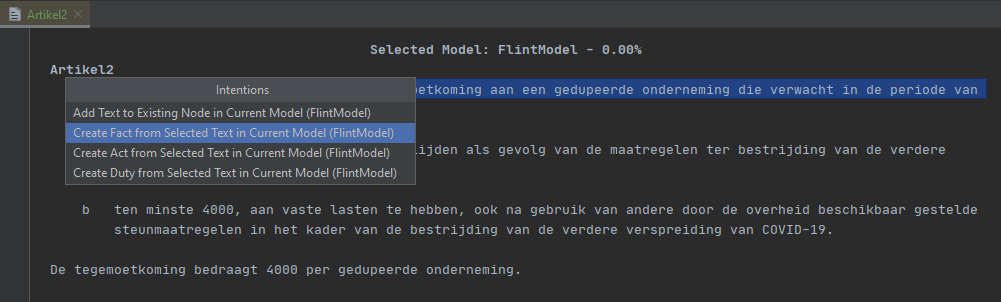 Artikel2
Selected Model: FlintModel - 0.00%
Artikel2
etkoming aan een gedupeerde onderneming die verwacht in de periode van
Intentions
Add Text to Existing Node in Current Model (FlintModel)
Create Fact from Selected Text in Current Model (FlintModel)
lijden als gevolg van de maatregelen ter bestrijding van de verdere
Create Act from Selected Text in Current Model (FlintModel)
Create Duty from Selected Text in Current Model (FlintModel)
b ten minste 4000, aan vaste lasten te hebben, ook na gebruik van andere door de overheid beschikbaar gestelde
steunmaatregelen in het kader van de bestrijding van de verdere verspreiding van COVID-19.
De tegemoetkoming bedraagt 4000 per gedupeerde onderneming.